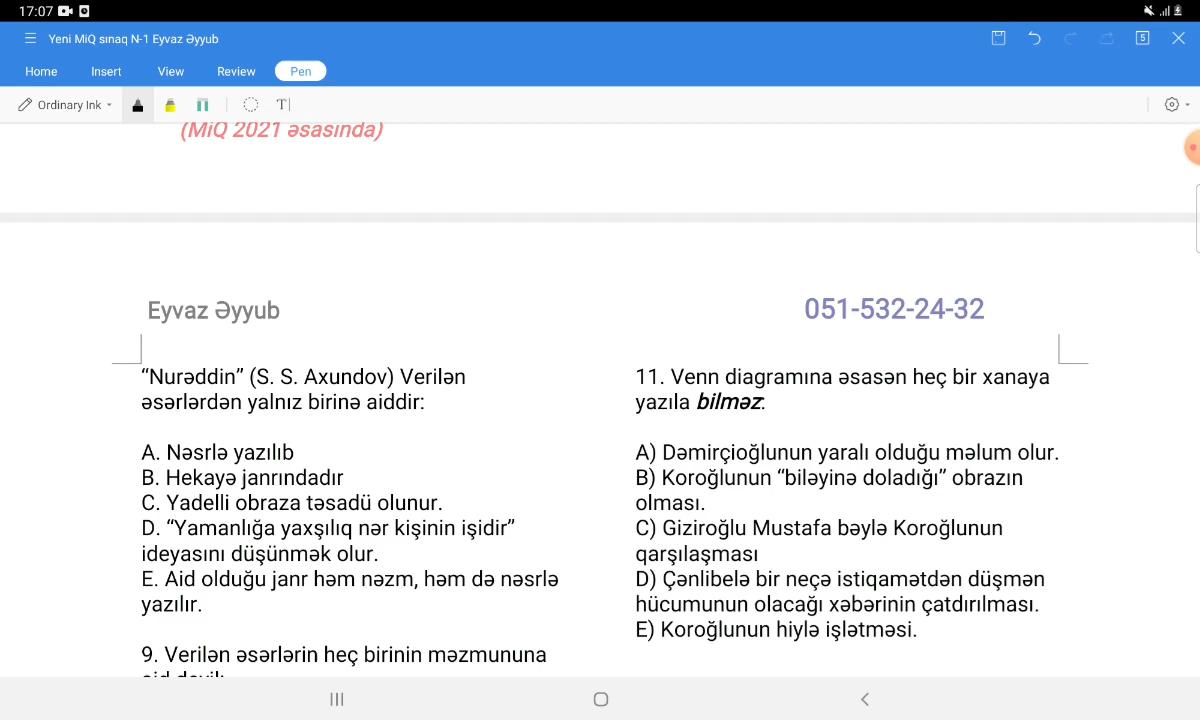 17:07
Yeni MiQ sınaq N-1 Eyvaz Əyyub
5
Home Insert View Review Pen
Ordinary Ink
T
(MiQ 2021 əsasında)
Eyvaz Əyyub
051-532-24-32
“Nurəddin” (S. S. Axundov) Verilən
əsərlərdən yalnız birinə aiddir:
A. Nəsrlə yazılıb
B. Hekayə janrındadır
C. Yadelli obraza təsadü olunur.
D. “Yamanlığa yaxşılıq nər kişinin işidir”
ideyasını düşünmək olur.
E. Aid olduğu janr həm nəzm, həm də nəsrlə
yazılır.
9. Verilən əsərlərin heç birinin məzmununa
aid deyil:
11. Venn diagramına əsasən heç bir xanaya
yazıla bilməz:
A) Dəmirçioğlunun yaralı olduğu məlum olur.
B) Koroğlunun “biləyinə doladığı” obrazın
olması.
C) Giziroğlu Mustafa bəylə Koroğlunun
qarşılaşması
D) Çənlibelə bir neçə istiqamətdən düşmən
hücumunun olacağı xəbərinin çatdırılması.
E) Koroğlunun hiylə işlətməsi.